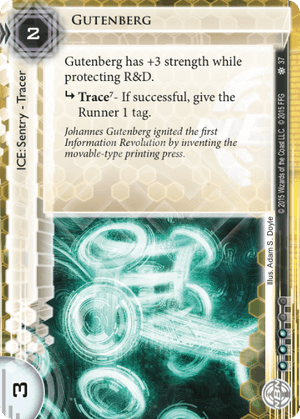 2
GUTENBERG
Gutenberg has +3 strength while
protecting R&D.
↳ Trace⁷- If successful, give the
Runner 1 tag.
Johannes Gutenberg ignited the first
Information Revolution by inventing the
movable-type printing press.
ICE: Sentry - Tracer
37
© 2015 Wizards of the Coast LLC. © 2015 FFG
Illus. Adam S. Doyle
3